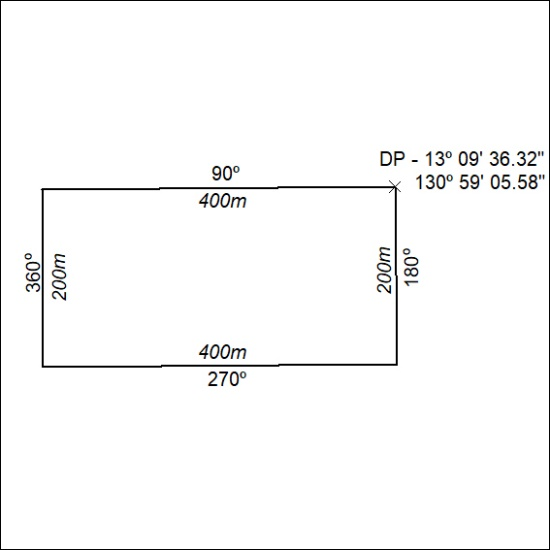 DP - 13º 09' 36.32"
130º 59' 05.58"
90º
400m
360º
200m
200m
180º
400m
270º